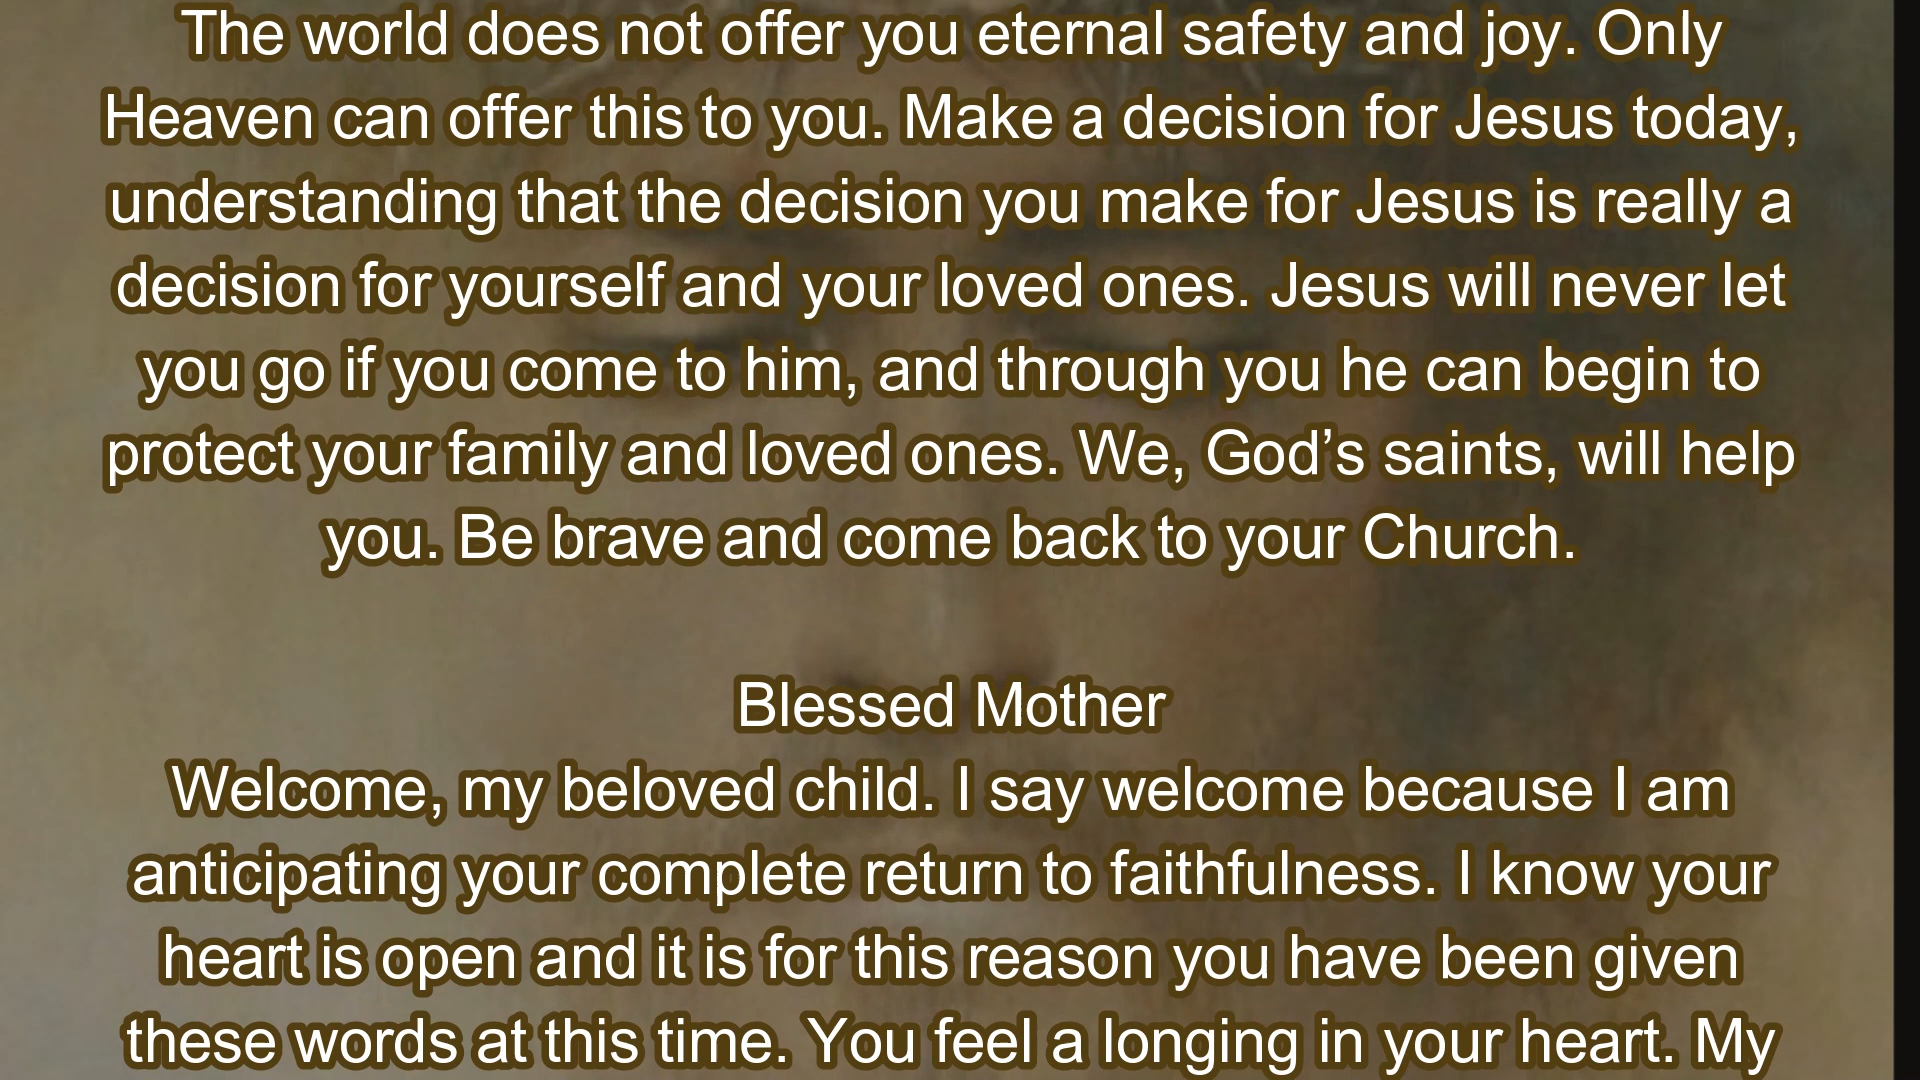 The world does not offer you eternal safety and joy. Only
Heaven can offer this to you. Make a decision for Jesus today,
understanding that the decision you make for Jesus is really a
decision for yourself and your loved ones. Jesus will never let
you go if you come to him, and through you he can begin to
protect your family and loved ones. We, God’s saints, will help
you. Be brave and come back to your Church.
Blessed Mother
Welcome, my beloved child. I say welcome because I am
anticipating your complete return to faithfulness. I know your
heart is open and it is for this reason you have been given
these words at this time. You feel a longing in your heart. My